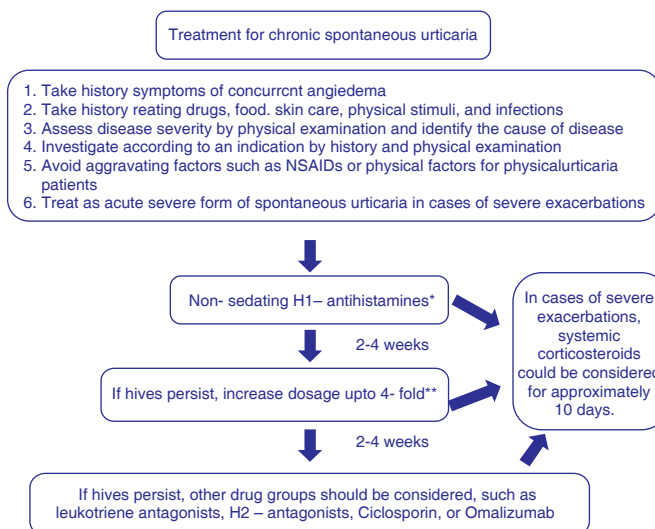 Treatment for chronic spontaneous urticaria
1. Take history symptoms of concurrcnt angiedema
2. Take history reating drugs, food. skin care, physical stimuli, and infections
3. Assess disease severity by physical examination and identify the cause of disease
4. Investigate according to an indication by history and physical examination
5. Avoid aggravating factors such as NSAIDs or physical factors for physicalurticaria
patients
6. Treat as acute severe form of spontaneous urticaria in cases of severe exacerbations
Non- sedating H1– antihistamines*
2-4 weeks
If hives persist, increase dosage upto 4- fold**
2-4 weeks
If hives persist, other drug groups should be considered, such as
leukotriene antagonists, H2 – antagonists, Ciclosporin, or Omalizumab
In cases of severe
exacerbations,
systemic
corticosteroids
could be considered
for approximately
10 days.